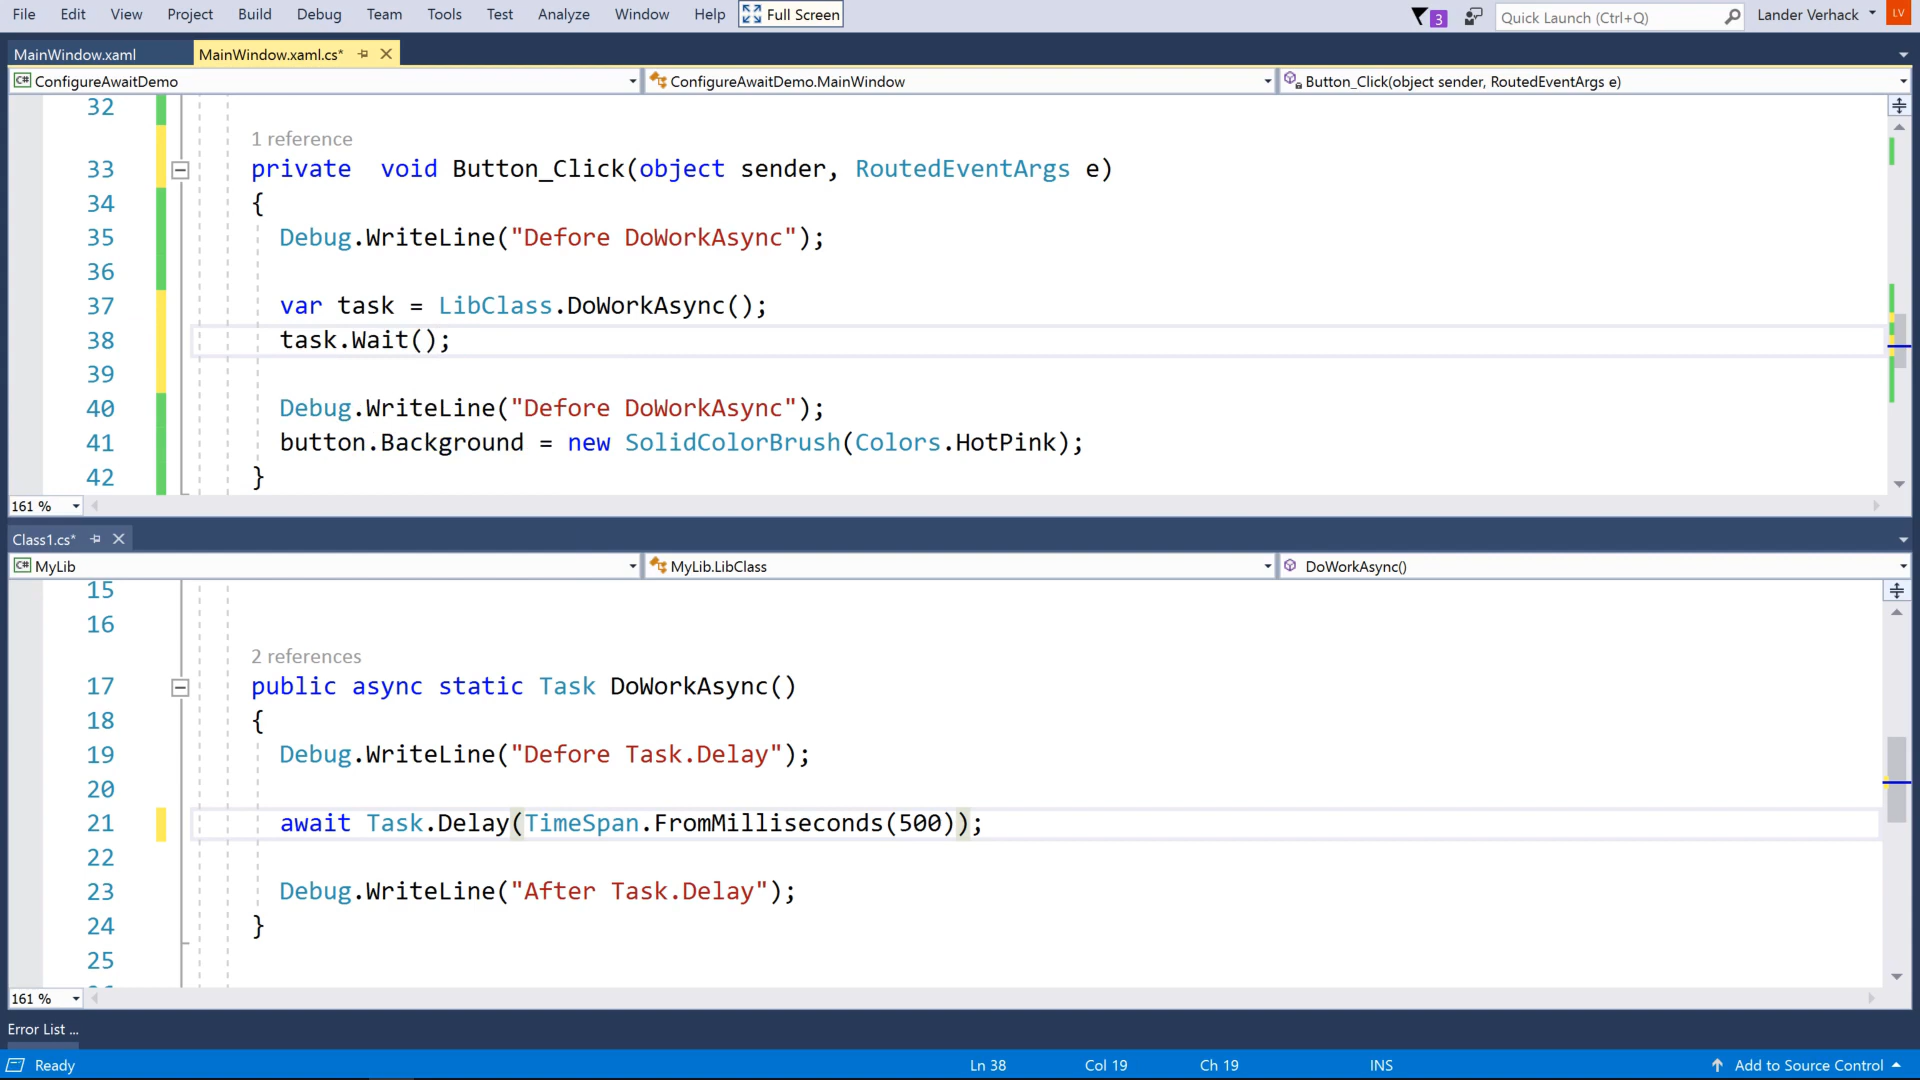 File Edit View Project Build Debug Team Tools Test Analyze Window Help Full Screen 3 Quick Launch (Ctrl+Q) Lander Verhack LV
MainWindow.xaml MainWindow.xaml.cs*
C# ConfigureAwaitDemo ConfigureAwaitDemo.MainWindow Button_Click(object sender, RoutedEventArgs e)
32
1 reference
33 private  void Button_Click(object sender, RoutedEventArgs e)
34 {
35 Debug.WriteLine("Defore DoWorkAsync");
36
37 var task = LibClass.DoWorkAsync();
38 task.Wait();
39
40 Debug.WriteLine("Defore DoWorkAsync");
41 button.Background = new SolidColorBrush(Colors.HotPink);
42 }
161 %
Class1.cs*
C# MyLib MyLib.LibClass DoWorkAsync()
15
16
2 references
17 public async static Task DoWorkAsync()
18 {
19 Debug.WriteLine("Defore Task.Delay");
20
21 await Task.Delay(TimeSpan.FromMilliseconds(500));
22
23 Debug.WriteLine("After Task.Delay");
24 }
25
161 %
Error List ...
Ready Ln 38 Col 19 Ch 19 INS Add to Source Control